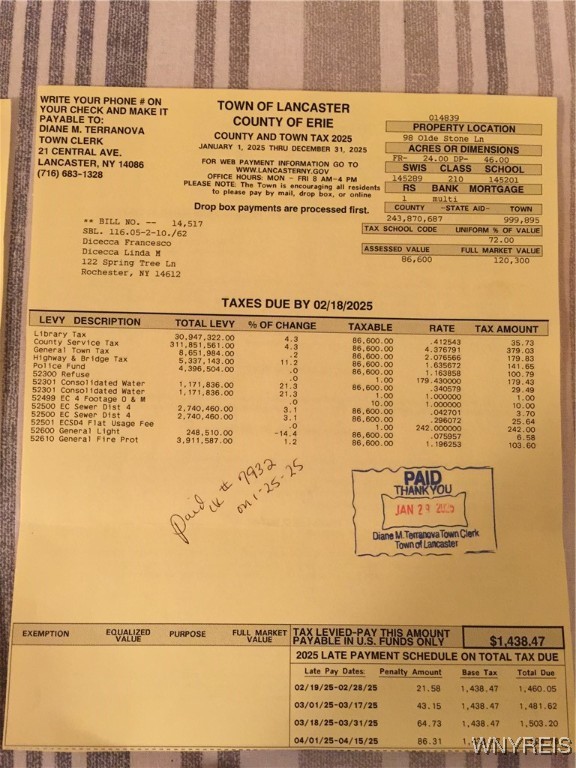 WRITE YOUR PHONE # ON
YOUR CHECK AND MAKE IT
PAYABLE TO:
DIANE M. TERRANOVA
TOWN CLERK
21 CENTRAL AVE.
LANCASTER, NY 14086
(716) 683-1328
TOWN OF LANCASTER
COUNTY OF ERIE
COUNTY AND TOWN TAX 2025
JANUARY 1, 2025 THRU DECEMBER 31, 2025
FOR WEB PAYMENT INFORMATION GO TO
WWW.LANCASTERNY.GOV
OFFICE HOURS: MON - FRI 8 AM-4 PM
PLEASE NOTE: The Town is encouraging all residents
to please pay by mail, drop box, or online
Drop box payments are processed first.
014839
PROPERTY LOCATION
98 Olde Stone Ln
ACRES OR DIMENSIONS
FR- 24.00 DP- 46.00
SWIS CLASS SCHOOL
145289 210 145201
RS BANK MORTGAGE
1 multi
COUNTY -STATE AID- TOWN
243,870,687 999,895
TAX SCHOOL CODE UNIFORM % OF VALUE
72.00
ASSESSED VALUE FULL MARKET VALUE
86,600 120,300
** BILL NO. -- 14,517
SBL. 116.05-2-10./62
Dicecca Francesco
Dicecca Linda M
122 Spring Tree Ln
Rochester, NY 14612
TAXES DUE BY 02/18/2025
LEVY DESCRIPTION TOTAL LEVY % OF CHANGE TAXABLE RATE TAX AMOUNT
Library Tax 30,947,322.00 4.3 86,600.00 .412543 35.73
County Service Tax 311,851,561.00 4.3 86,600.00 4.376791 379.03
General Town Tax 8,651,984.00 .2 86,600.00 2.076566 179.83
Highway & Bridge Tax 5,337,143.00 11.2 86,600.00 1.635672 141.65
Police Fund 4,396,504.00 .0 86,600.00 1.163858 100.79
52300 Refuse 1.00 179.430000 179.43
52301 Consolidated Water 1,171,836.00 21.3 86,600.00 .340579 29.49
52301 Consolidated Water 1,171,836.00 21.3 1.00 1.000000 1.00
52499 EC 4 Footage O & M 10.00 1.000000 10.00
52500 EC Sewer Dist 4 2,740,460.00 3.1 86,600.00 .042701 3.70
52500 EC Sewer Dist 4 2,740,460.00 3.1 86,600.00 .296072 25.64
52501 ECSD4 Flat Usage Fee .0 1.00 242.000000 242.00
52600 General Light 248,510.00 -14.4 86,600.00 .075957 6.58
52610 General Fire Prot 3,911,587.00 1.2 86,600.00 1.196253 103.60
Paid
CK # 7932
on 1-25-25
PAID
THANK YOU
JAN 29 2025
Diane M. Terranova Town Clerk
Town of Lancaster
EXEMPTION EQUALIZED VALUE PURPOSE FULL MARKET VALUE
TAX LEVIED-PAY THIS AMOUNT
PAYABLE IN U.S. FUNDS ONLY $1,438.47
2025 LATE PAYMENT SCHEDULE ON TOTAL TAX DUE
Late Pay Dates: Penalty Amount Base Tax Total Due
02/19/25-02/28/25 21.58 1,438.47 1,460.05
03/01/25-03/17/25 43.15 1,438.47 1,481.62
03/18/25-03/31/25 64.73 1,438.47 1,503.20
04/01/25-04/15/25 86.31
WNYREIS